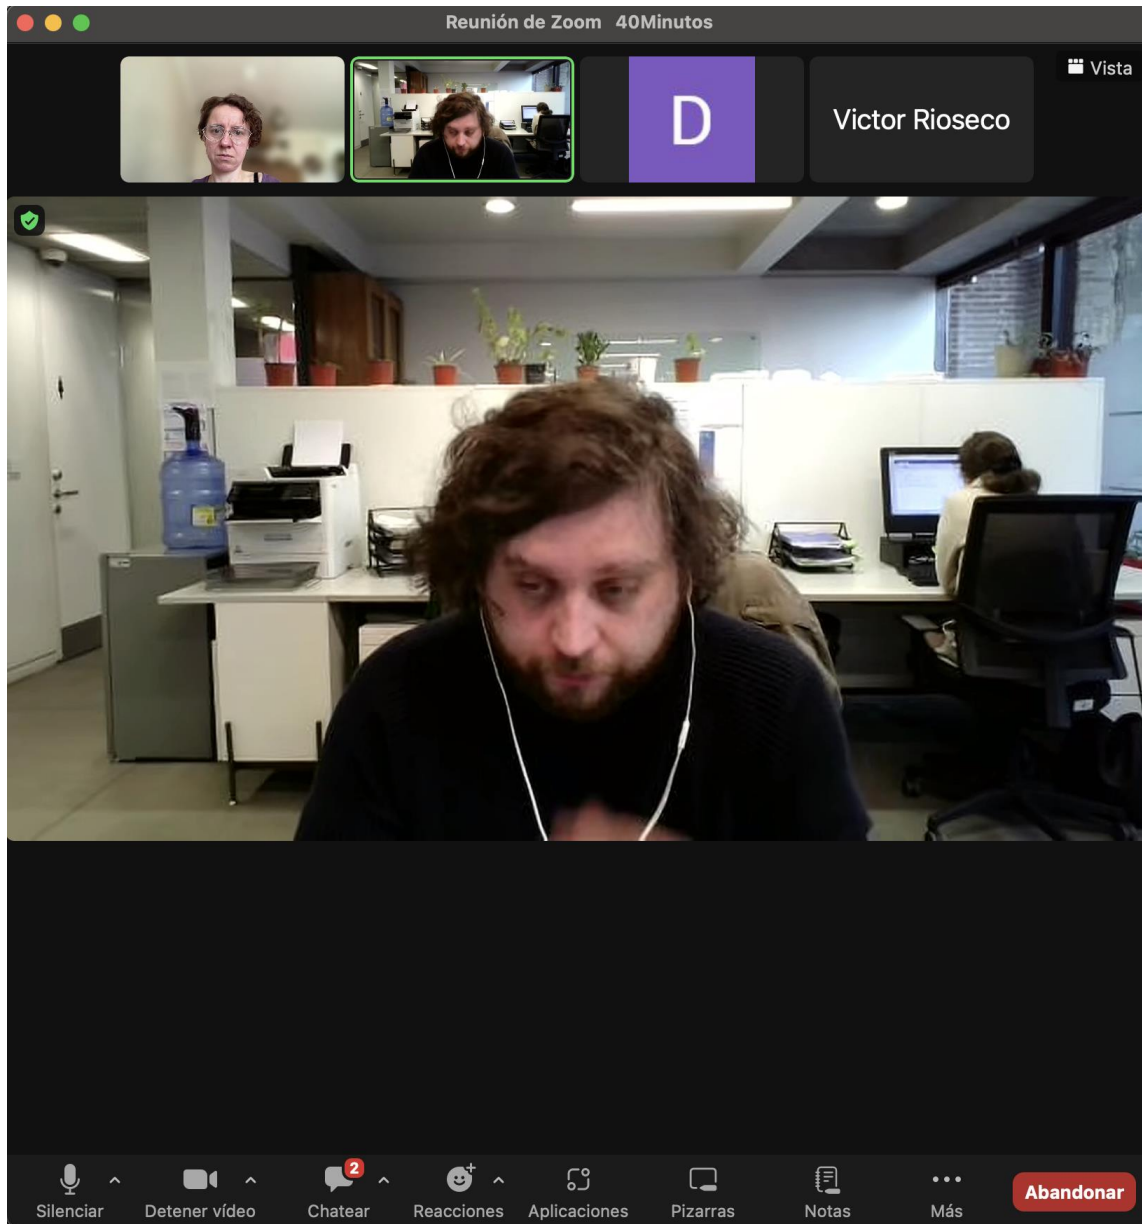 Reunión de Zoom 40Minutos
Vista
D
Victor Rioseco
Silenciar
Detener vídeo
2
Chatear
Reacciones
Aplicaciones
Pizarras
Notas
Más
Abandonar